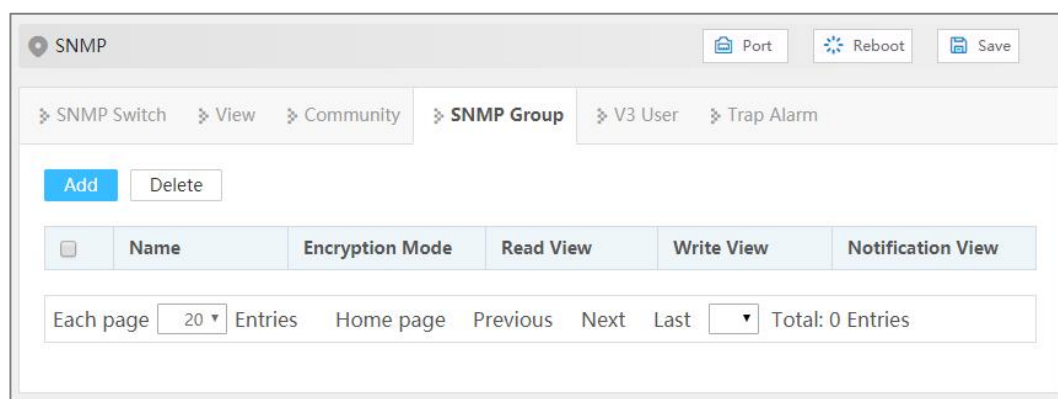 SNMP Port Reboot Save
SNMP Switch View Community SNMP Group V3 User Trap Alarm
Add Delete
Name Encryption Mode Read View Write View Notification View
Each page 20 Entries Home page Previous Next Last Total: 0 Entries